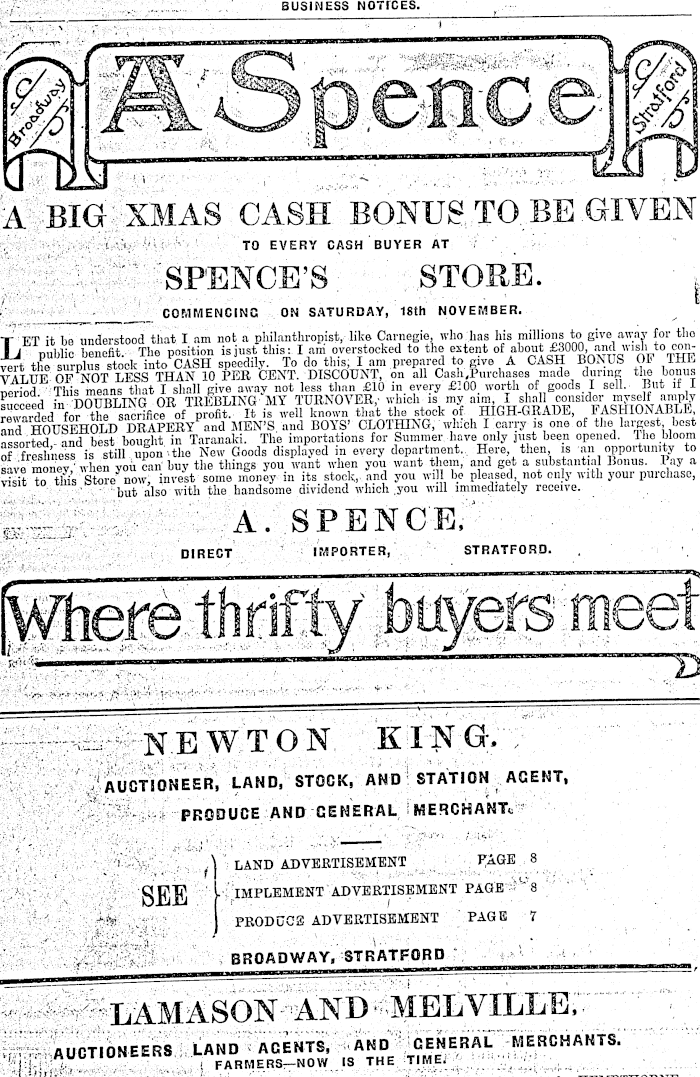 BUSINESS NOTICES.
Broadway
A Spence
Stratford
A BIG XMAS CASH BONUS TO BE GIVEN
TO EVERY CASH BUYER AT
SPENCE'S STORE.
COMMENCING ON SATURDAY, 18th NOVEMBER.
LET it be understood that I am not a philanthropist, like Carnegie, who has his millions to give away for the
public benefit. The position is just this: I am overstocked to the extent of about £3000, and wish to con-
vert the surplus stock into CASH speedily. To do this, I am prepared to give A CASH BONUS OF THE
VALUE OF NOT LESS THAN 10 PER CENT. DISCOUNT, on all Cash Purchases made during the bonus
period. This means that I shall give away not less than £10 in every £100 worth of goods I sell. But if I
succeed in DOUBLING OR TREBLING MY TURNOVER, which is my aim, I shall consider myself amply
rewarded for the sacrifice of profit. It is well known that the stock of HIGH-GRADE, FASHIONABLE,
and HOUSEHOLD DRAPERY and MEN'S and BOYS' CLOTHING, which I carry is one of the largest, best
assorted, and best bought in Taranaki. The importations for Summer have only just been opened. The bloom
of freshness is still upon the New Goods displayed in every department. Here, then, is an opportunity to
save money, when you can buy the things you want when you want them, and get a substantial Bonus. Pay a
visit to this Store now, invest some money in its stock, and you will be pleased, not only with your purchase,
but also with the handsome dividend which you will immediately receive.
A. SPENCE,
DIRECT IMPORTER, STRATFORD.
Where thrifty buyers meet
NEWTON KING.
AUCTIONEER, LAND, STOCK, AND STATION AGENT,
PRODUCE AND GENERAL MERCHANT.
SEE
LAND ADVERTISEMENT PAGE 8
IMPLEMENT ADVERTISEMENT PAGE 8
PRODUCE ADVERTISEMENT PAGE 7
BROADWAY, STRATFORD
LAMASON AND MELVILLE,
AUCTIONEERS LAND AGENTS, AND GENERAL MERCHANTS.
FARMERS—NOW IS THE TIME.